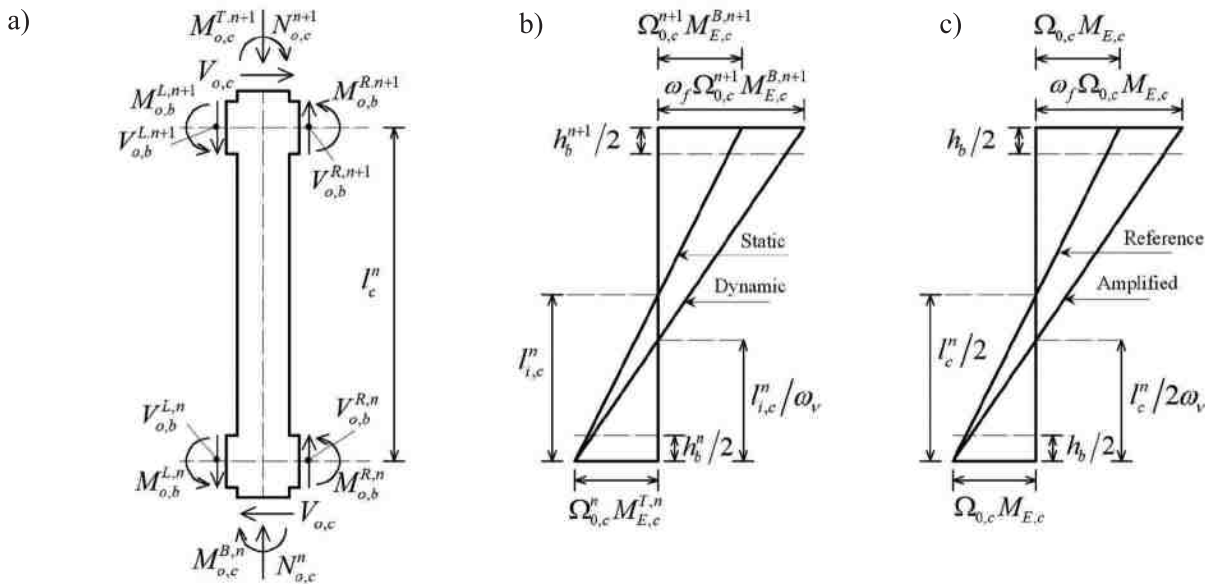 a)
M_{o,c}^{T,n+1} N_{o,c}^{n+1}
V_{o,c}
M_{o,b}^{L,n+1} M_{o,b}^{R,n+1}
V_{o,b}^{L,n+1}
V_{o,b}^{R,n+1}
l_c^n
V_{o,b}^{L,n} V_{o,b}^{R,n}
M_{o,b}^{L,n} M_{o,b}^{R,n}
V_{o,c}
M_{o,c}^{B,n} N_{o,c}^n
b)
Ω_{0,c}^{n+1} M_{E,c}^{B,n+1}
ω_f Ω_{0,c}^{n+1} M_{E,c}^{B,n+1}
h_b^{n+1}/2
Static
Dynamic
l_{i,c}^n
l_{i,c}^n/ω_v
h_b^n/2
Ω_{0,c}^n M_{E,c}^{T,n}
c)
Ω_{0,c} M_{E,c}
ω_f Ω_{0,c} M_{E,c}
h_b/2
Reference
Amplified
l_c^n/2
l_c^n/2ω_v
h_b/2
Ω_{0,c} M_{E,c}